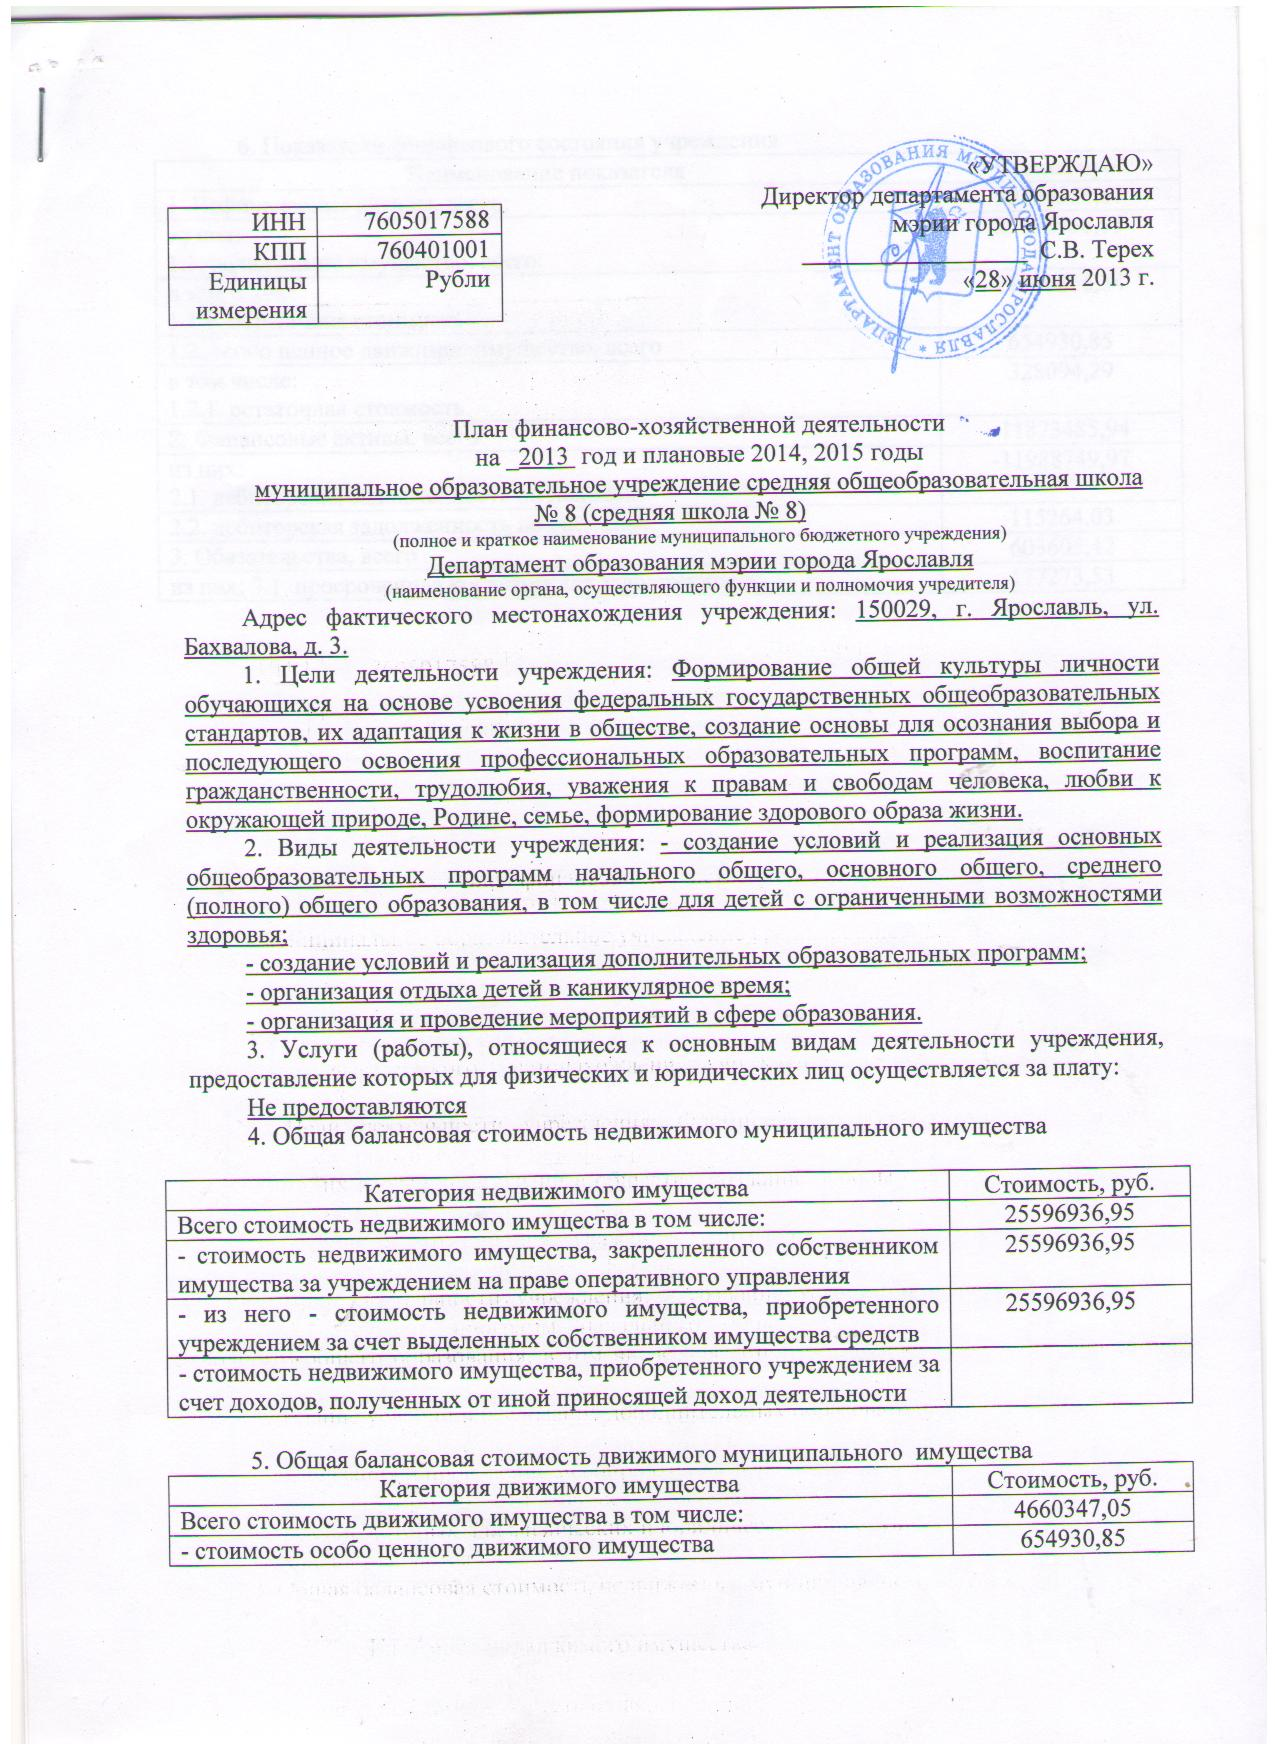 «УТВЕРЖДАЮ»
Директор департамента образования
мэрии города Ярославля
С.В. Терех
«28» июня 2013 г.
ИНН 7605017588
КПП 760401001
Единицы Рубли
измерения
ДЕПАРТАМЕНТ ОБРАЗОВАНИЯ МЭРИИ ГОРОДА ЯРОСЛАВЛЯ *
План финансово-хозяйственной деятельности
на _2013_ год и плановые 2014, 2015 годы
муниципальное образовательное учреждение средняя общеобразовательная школа
№ 8 (средняя школа № 8)
(полное и краткое наименование муниципального бюджетного учреждения)
Департамент образования мэрии города Ярославля
(наименование органа, осуществляющего функции и полномочия учредителя)
Адрес фактического местонахождения учреждения: 150029, г. Ярославль, ул.
Бахвалова, д. 3.
1. Цели деятельности учреждения: Формирование общей культуры личности
обучающихся на основе усвоения федеральных государственных общеобразовательных
стандартов, их адаптация к жизни в обществе, создание основы для осознания выбора и
последующего освоения профессиональных образовательных программ, воспитание
гражданственности, трудолюбия, уважения к правам и свободам человека, любви к
окружающей природе, Родине, семье, формирование здорового образа жизни.
2. Виды деятельности учреждения: - создание условий и реализация основных
общеобразовательных программ начального общего, основного общего, среднего
(полного) общего образования, в том числе для детей с ограниченными возможностями
здоровья;
- создание условий и реализация дополнительных образовательных программ;
- организация отдыха детей в каникулярное время;
- организация и проведение мероприятий в сфере образования.
3. Услуги (работы), относящиеся к основным видам деятельности учреждения,
предоставление которых для физических и юридических лиц осуществляется за плату:
Не предоставляются
4. Общая балансовая стоимость недвижимого муниципального имущества
Категория недвижимого имущества Стоимость, руб.
Всего стоимость недвижимого имущества в том числе: 25596936,95
- стоимость недвижимого имущества, закрепленного собственником 25596936,95
имущества за учреждением на праве оперативного управления
- из него - стоимость недвижимого имущества, приобретенного 25596936,95
учреждением за счет выделенных собственником имущества средств
- стоимость недвижимого имущества, приобретенного учреждением за
счет доходов, полученных от иной приносящей доход деятельности
5. Общая балансовая стоимость движимого муниципального имущества
Категория движимого имущества Стоимость, руб.
Всего стоимость движимого имущества в том числе: 4660347,05
- стоимость особо ценного движимого имущества 654930,85